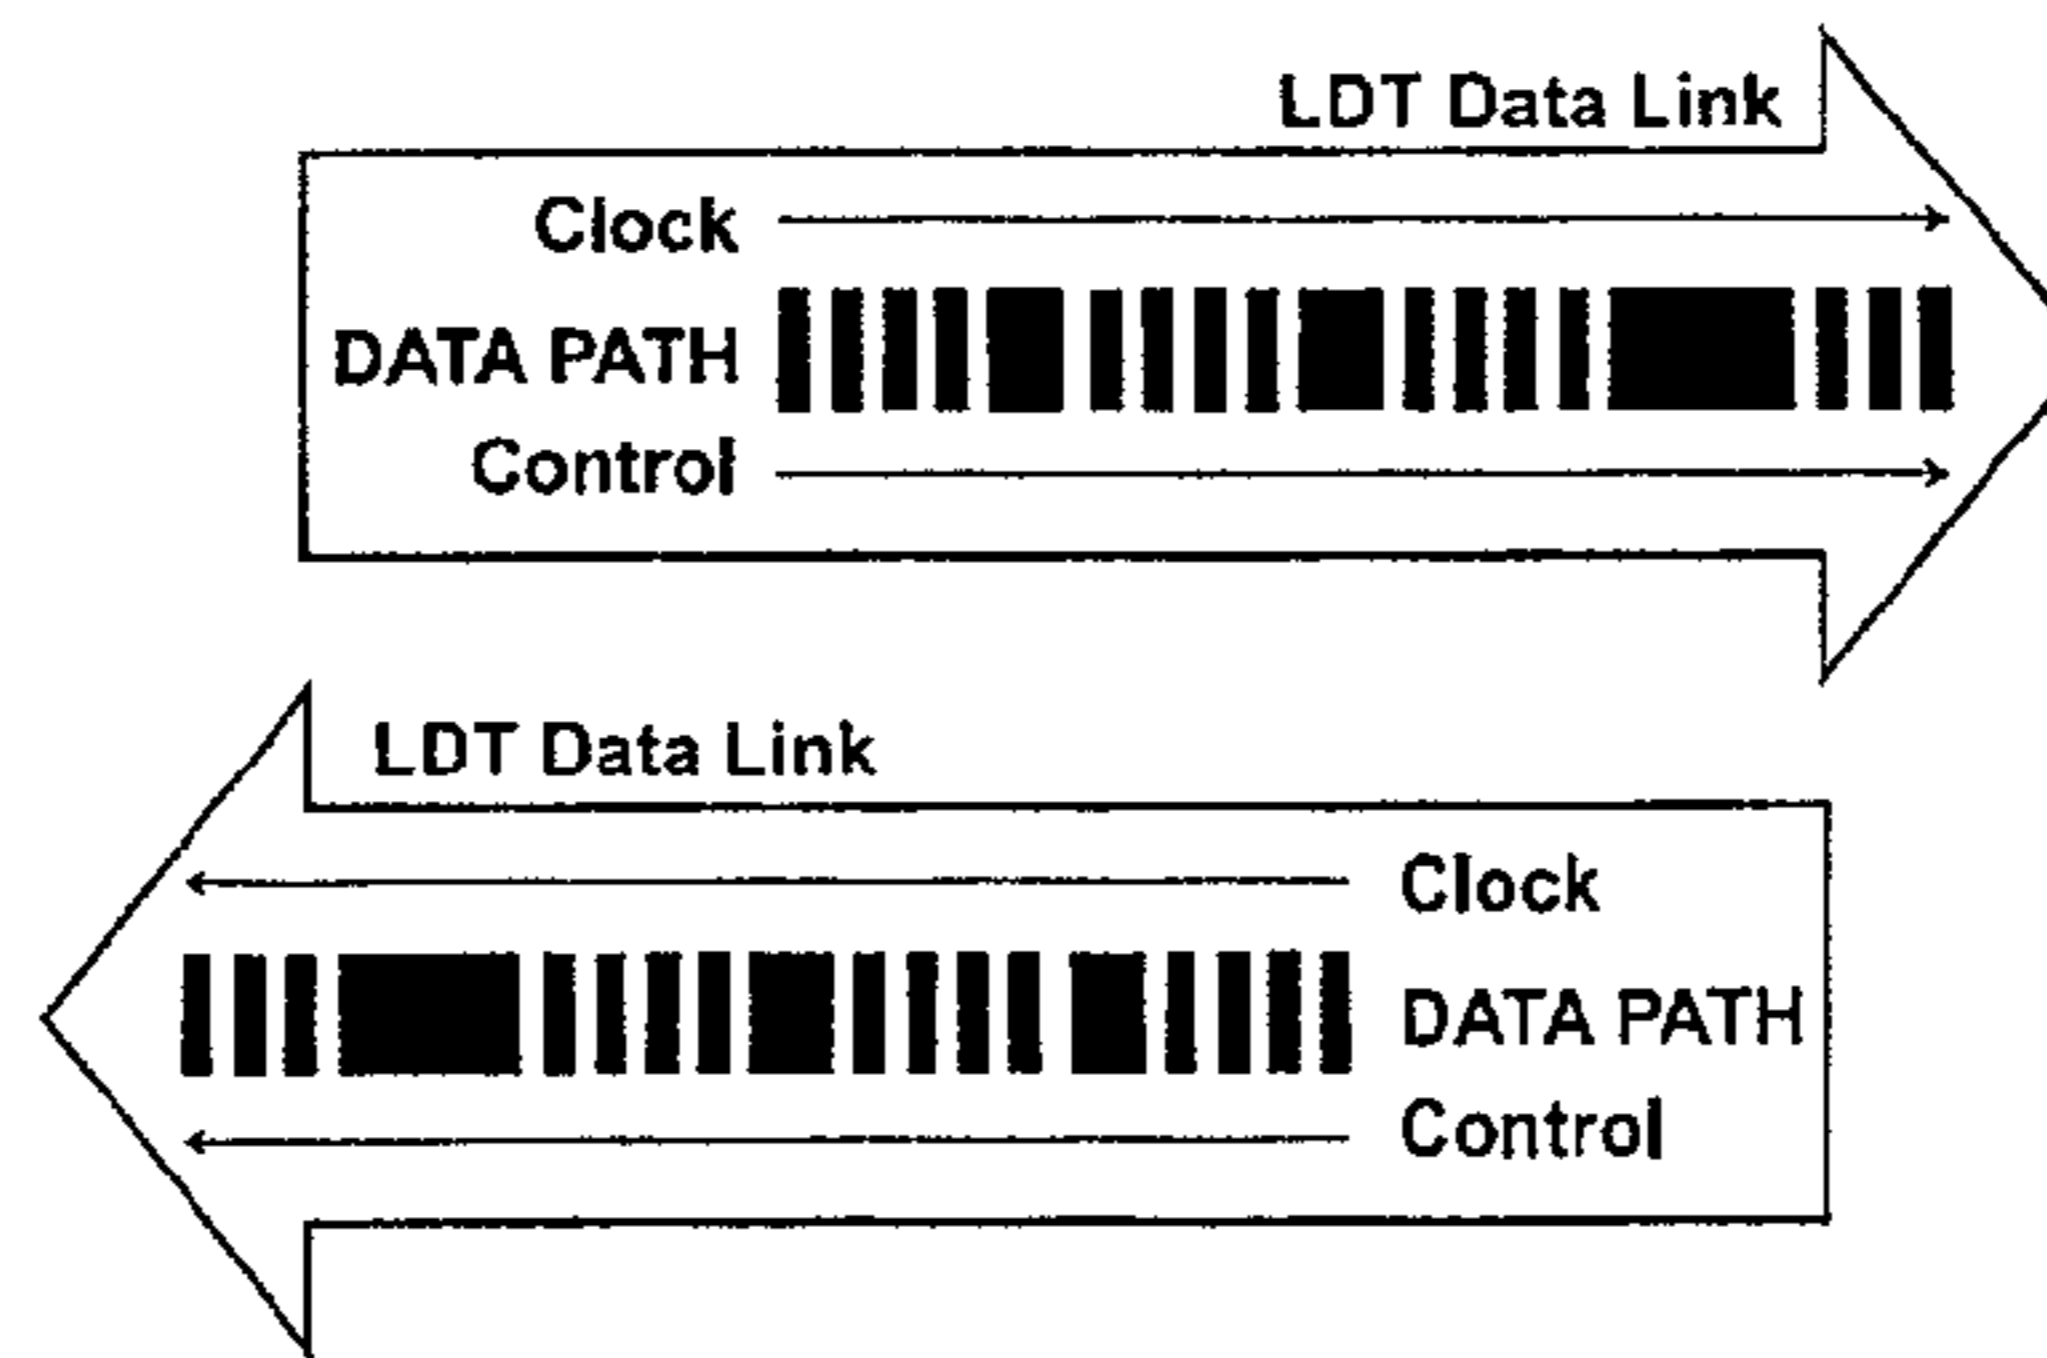 LDT Data Link
Clock
DATA PATH
Control
LDT Data Link
Clock
DATA PATH
Control